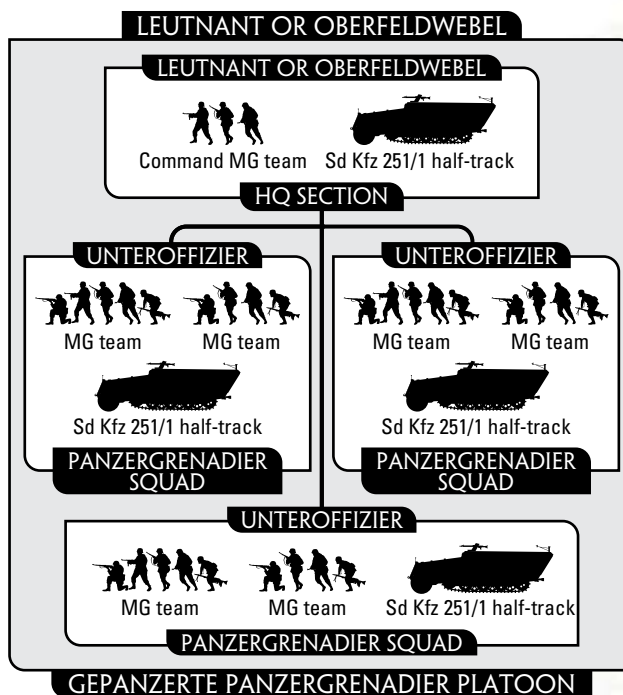 LEUTNANT OR OBERFELDWEBEL
LEUTNANT OR OBERFELDWEBEL
Command MG team Sd Kfz 251/1 half-track
HQ SECTION
UNTEROFFIZIER
MG team MG team
Sd Kfz 251/1 half-track
PANZERGRENADIER
SQUAD
UNTEROFFIZIER
MG team MG team
Sd Kfz 251/1 half-track
PANZERGRENADIER
SQUAD
UNTEROFFIZIER
MG team MG team Sd Kfz 251/1 half-track
PANZERGRENADIER SQUAD
GEPANZERTE PANZERGRENADIER PLATOON